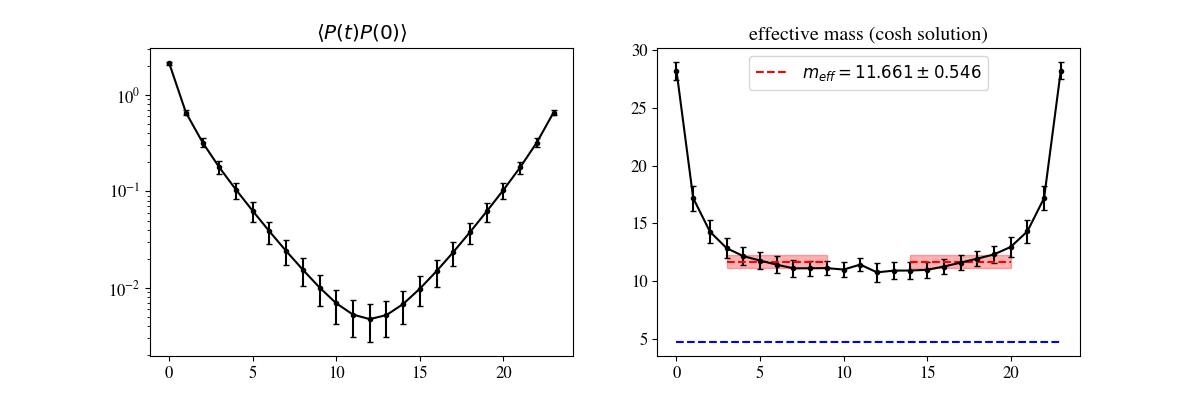 ⟨P(t)P(0)⟩
10⁰
10⁻¹
10⁻²
0 5 10 15 20
effective mass (cosh solution)
m_eff = 11.661 ± 0.546
30
25
20
15
10
5
0 5 10 15 20